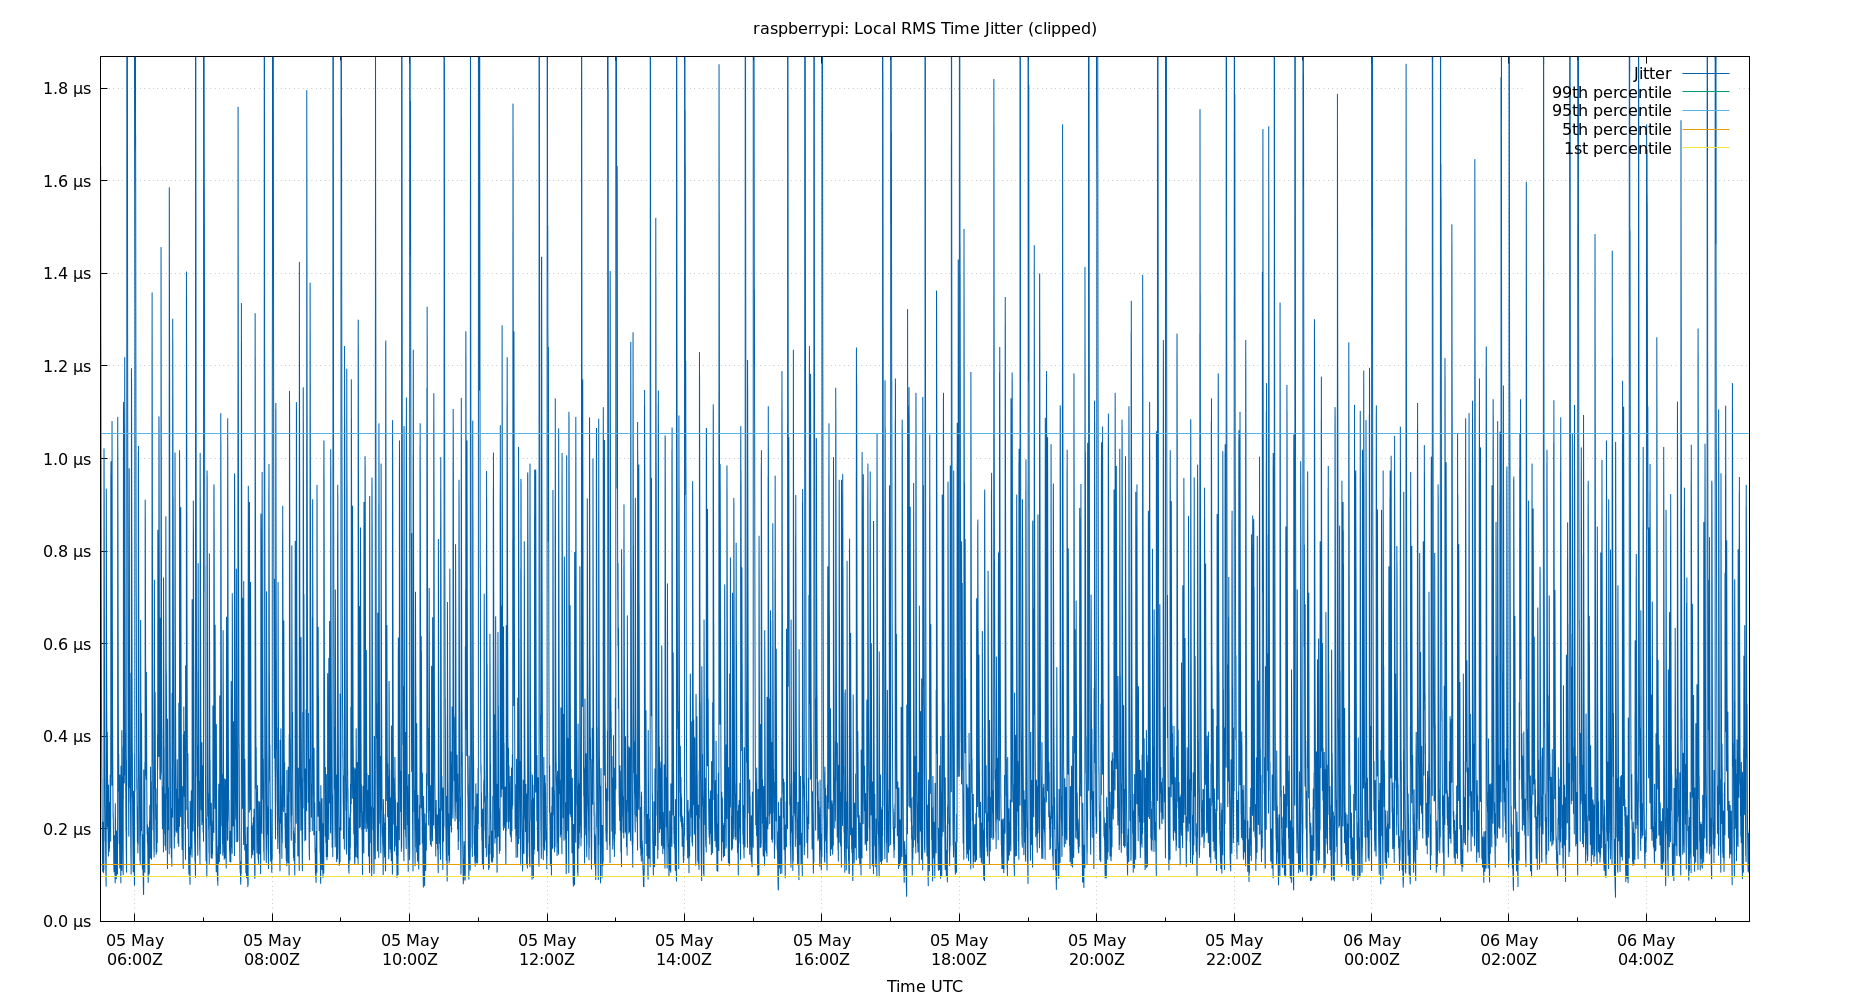 raspberrypi: Local RMS Time Jitter (clipped)
Jitter
99th percentile
95th percentile
5th percentile
1st percentile
1.8 µs
1.6 µs
1.4 µs
1.2 µs
1.0 µs
0.8 µs
0.6 µs
0.4 µs
0.2 µs
0.0 µs
05 May 05 May 05 May 05 May 05 May 05 May 05 May 05 May 05 May 06 May 06 May 06 May
06:00Z 08:00Z 10:00Z 12:00Z 14:00Z 16:00Z 18:00Z 20:00Z 22:00Z 00:00Z 02:00Z 04:00Z
Time UTC